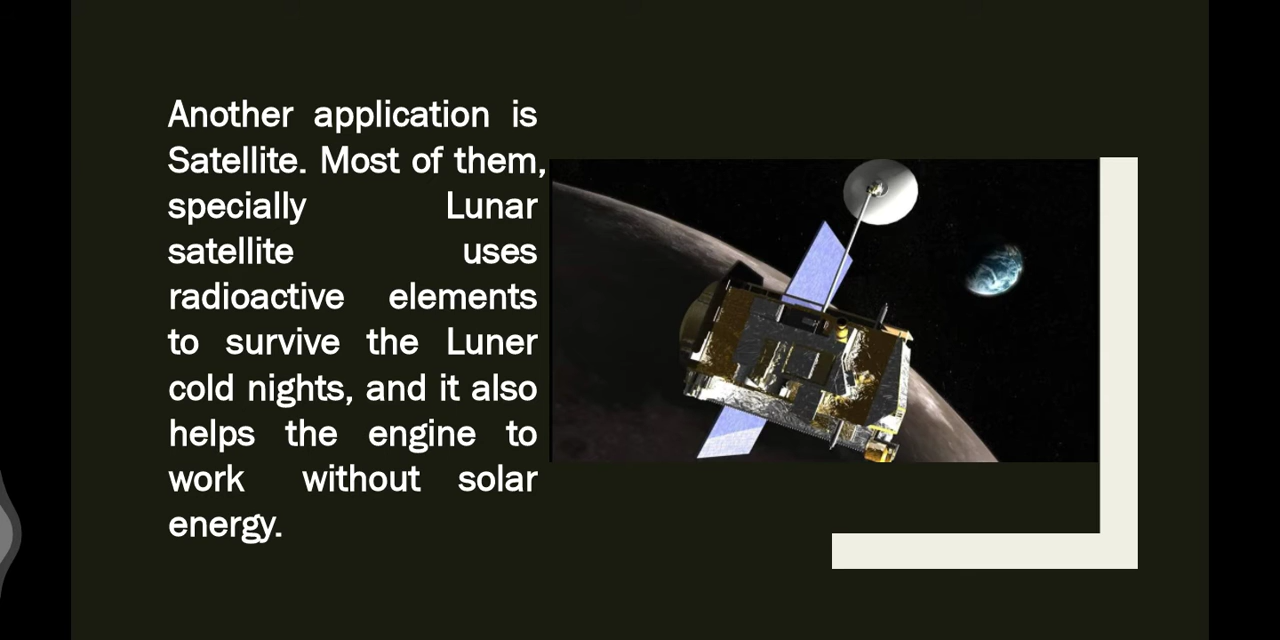 Another application is
Satellite. Most of them,
specially Lunar
satellite uses
radioactive elements
to survive the Luner
cold nights, and it also
helps the engine to
work without solar
energy.